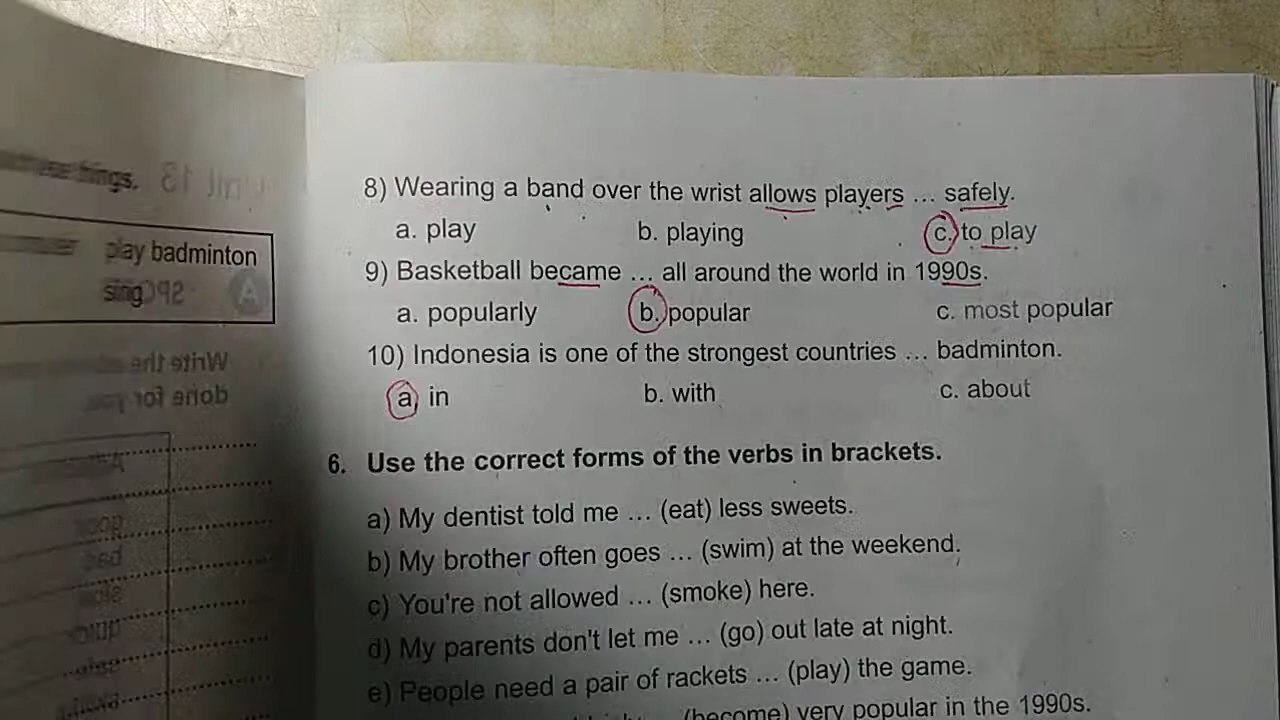 things.
play badminton
sing
8) Wearing a band over the wrist allows players ... safely.
a. play b. playing c. to play
9) Basketball became ... all around the world in 1990s.
a. popularly b. popular c. most popular
10) Indonesia is one of the strongest countries ... badminton.
a. in b. with c. about
6. Use the correct forms of the verbs in brackets.
a) My dentist told me ... (eat) less sweets.
b) My brother often goes ... (swim) at the weekend.
c) You're not allowed ... (smoke) here.
d) My parents don't let me ... (go) out late at night.
e) People need a pair of rackets ... (play) the game.
(become) very popular in the 1990s.